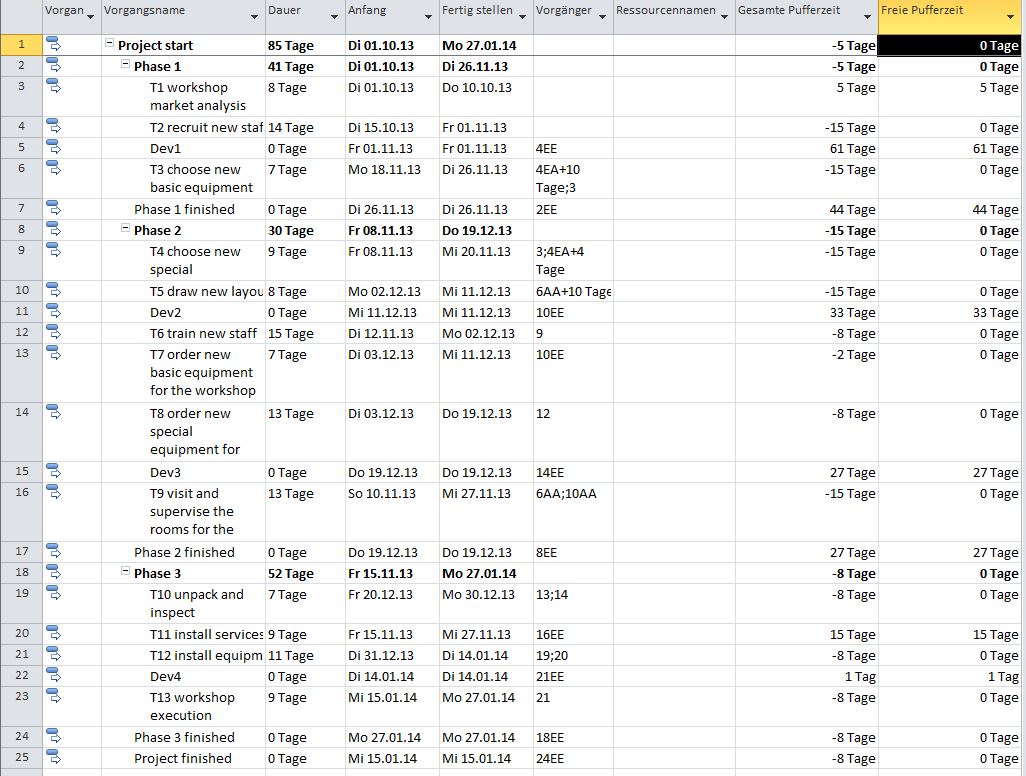 Vorgan Vorgangsname Dauer Anfang Fertig stellen Vorgänger Ressourcennamen Gesamte Pufferzeit Freie Pufferzeit
1 Project start 85 Tage Di 01.10.13 Mo 27.01.14 -5 Tage 0 Tage
2 Phase 1 41 Tage Di 01.10.13 Di 26.11.13 -5 Tage 0 Tage
3 T1 workshop 8 Tage Di 01.10.13 Do 10.10.13 5 Tage 5 Tage
market analysis
4 T2 recruit new staf 14 Tage Di 15.10.13 Fr 01.11.13 -15 Tage 0 Tage
5 Dev1 0 Tage Fr 01.11.13 Fr 01.11.13 4EE 61 Tage 61 Tage
6 T3 choose new 7 Tage Mo 18.11.13 Di 26.11.13 4EA+10 -15 Tage 0 Tage
basic equipment Tage;3
7 Phase 1 finished 0 Tage Di 26.11.13 Di 26.11.13 2EE 44 Tage 44 Tage
8 Phase 2 30 Tage Fr 08.11.13 Do 19.12.13 -15 Tage 0 Tage
9 T4 choose new 9 Tage Fr 08.11.13 Mi 20.11.13 3;4EA+4 -15 Tage 0 Tage
special Tage
10 T5 draw new layou 8 Tage Mo 02.12.13 Mi 11.12.13 6AA+10 Tage -15 Tage 0 Tage
11 Dev2 0 Tage Mi 11.12.13 Mi 11.12.13 10EE 33 Tage 33 Tage
12 T6 train new staff 15 Tage Di 12.11.13 Mo 02.12.13 9 -8 Tage 0 Tage
13 T7 order new 7 Tage Di 03.12.13 Mi 11.12.13 10EE -2 Tage 0 Tage
basic equipment
for the workshop
14 T8 order new 13 Tage Di 03.12.13 Do 19.12.13 12 -8 Tage 0 Tage
special
equipment for
15 Dev3 0 Tage Do 19.12.13 Do 19.12.13 14EE 27 Tage 27 Tage
16 T9 visit and 13 Tage So 10.11.13 Mi 27.11.13 6AA;10AA -15 Tage 0 Tage
supervise the
rooms for the
17 Phase 2 finished 0 Tage Do 19.12.13 Do 19.12.13 8EE 27 Tage 27 Tage
18 Phase 3 52 Tage Fr 15.11.13 Mo 27.01.14 -8 Tage 0 Tage
19 T10 unpack and 7 Tage Fr 20.12.13 Mo 30.12.13 13;14 -8 Tage 0 Tage
inspect
20 T11 install services 9 Tage Fr 15.11.13 Mi 27.11.13 16EE 15 Tage 15 Tage
21 T12 install equipm 11 Tage Di 31.12.13 Di 14.01.14 19;20 -8 Tage 0 Tage
22 Dev4 0 Tage Di 14.01.14 Di 14.01.14 21EE 1 Tag 1 Tag
23 T13 workshop 9 Tage Mi 15.01.14 Mo 27.01.14 21 -8 Tage 0 Tage
execution
24 Phase 3 finished 0 Tage Mo 27.01.14 Mo 27.01.14 18EE -8 Tage 0 Tage
25 Project finished 0 Tage Mi 15.01.14 Mi 15.01.14 24EE -8 Tage 0 Tage